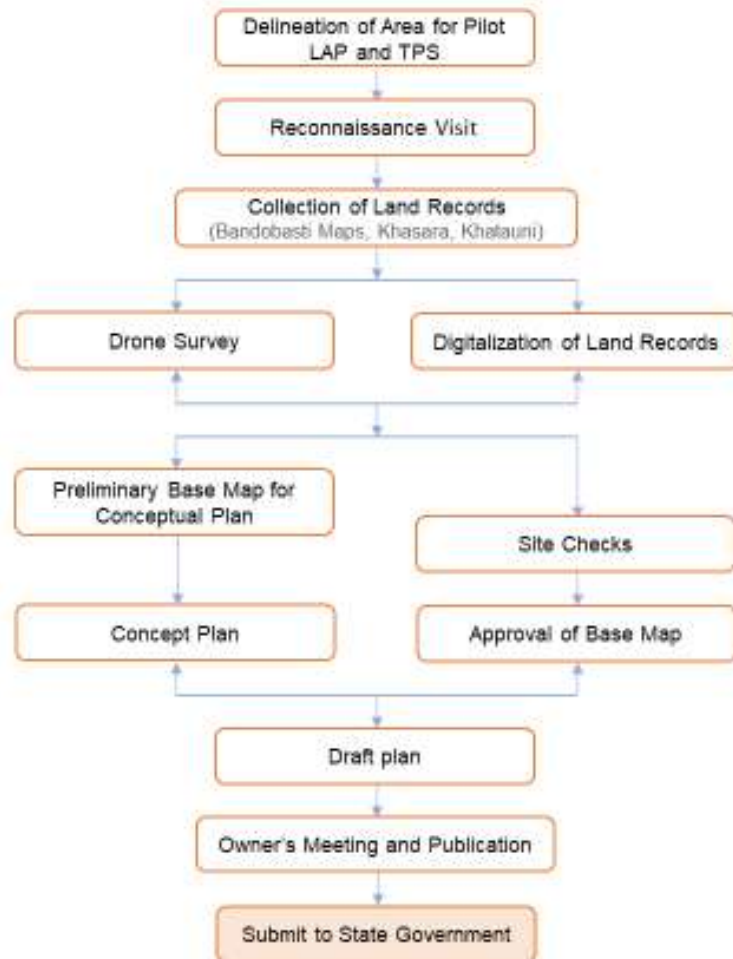 Delineation of Area for Pilot
LAP and TPS
Reconnaissance Visit
Collection of Land Records
(Bandobasti Maps, Khasara, Khatauni)
Drone Survey
Digitalization of Land Records
Preliminary Base Map for
Conceptual Plan
Site Checks
Concept Plan
Approval of Base Map
Draft plan
Owner's Meeting and Publication
Submit to State Government